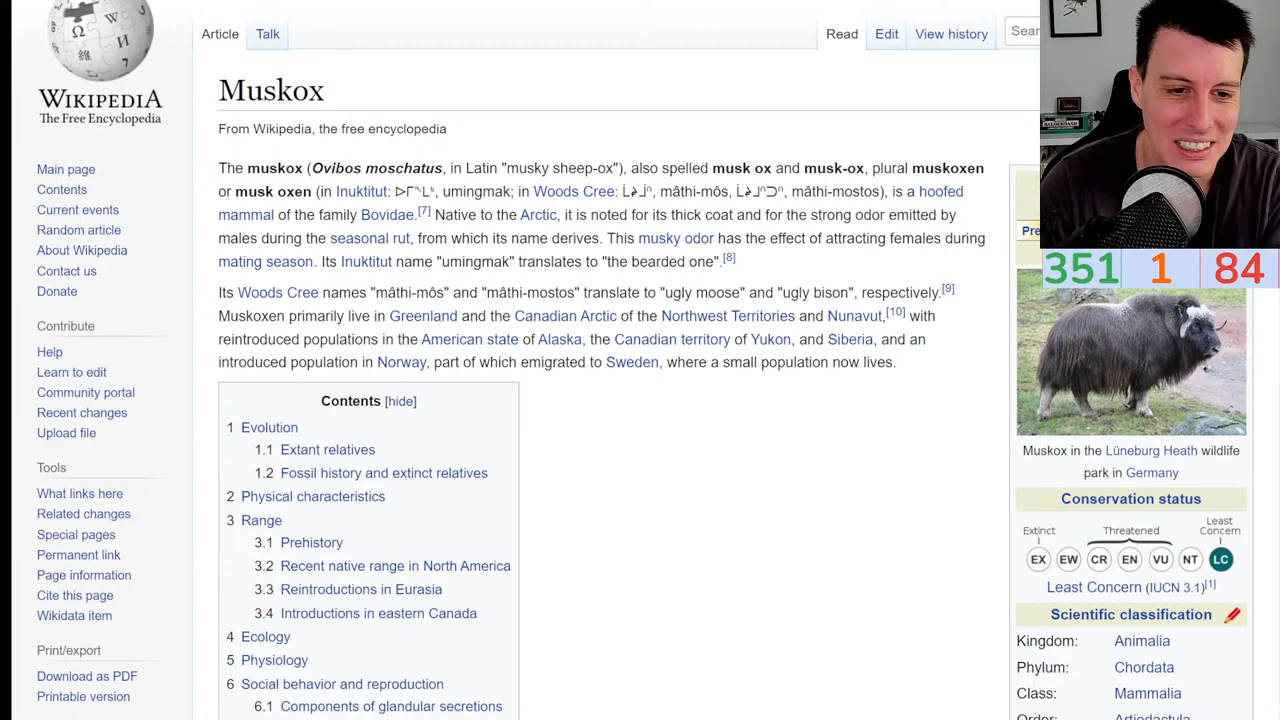 Article
Talk
Read
Edit
View history
Sear
WIKIPEDIA
The Free Encyclopedia
Main page
Contents
Current events
Random article
About Wikipedia
Contact us
Donate
Contribute
Help
Learn to edit
Community portal
Recent changes
Upload file
Tools
What links here
Related changes
Special pages
Permanent link
Page information
Cite this page
Wikidata item
Print/export
Download as PDF
Printable version
Muskox
From Wikipedia, the free encyclopedia
The muskox (Ovibos moschatus, in Latin "musky sheep-ox"), also spelled musk ox and musk-ox, plural muskoxen
or musk oxen (in Inuktitut: ᐅᒥᖕᒪᒃ, umingmak; in Woods Cree: ᒫᖨᒨᐢ, mâthi-môs, ᒫᖨᒧᐢᑐᐢ, mâthi-mostos), is a hoofed
mammal of the family Bovidae.[7] Native to the Arctic, it is noted for its thick coat and for the strong odor emitted by
males during the seasonal rut, from which its name derives. This musky odor has the effect of attracting females during
mating season. Its Inuktitut name "umingmak" translates to "the bearded one".[8]
Its Woods Cree names "mâthi-môs" and "mâthi-mostos" translate to "ugly moose" and "ugly bison", respectively.[9]
Muskoxen primarily live in Greenland and the Canadian Arctic of the Northwest Territories and Nunavut,[10] with
reintroduced populations in the American state of Alaska, the Canadian territory of Yukon, and Siberia, and an
introduced population in Norway, part of which emigrated to Sweden, where a small population now lives.
Contents [hide]
1 Evolution
1.1 Extant relatives
1.2 Fossil history and extinct relatives
2 Physical characteristics
3 Range
3.1 Prehistory
3.2 Recent native range in North America
3.3 Reintroductions in Eurasia
3.4 Introductions in eastern Canada
4 Ecology
5 Physiology
6 Social behavior and reproduction
6.1 Components of glandular secretions
351 1 84
Pre
Muskox in the Lüneburg Heath wildlife
park in Germany
Conservation status
Extinct
Threatened
Least
Concern
EX EW CR EN VU NT LC
Least Concern (IUCN 3.1)[1]
Scientific classification
Kingdom: Animalia
Phylum: Chordata
Class: Mammalia
Order: Artiodactyla